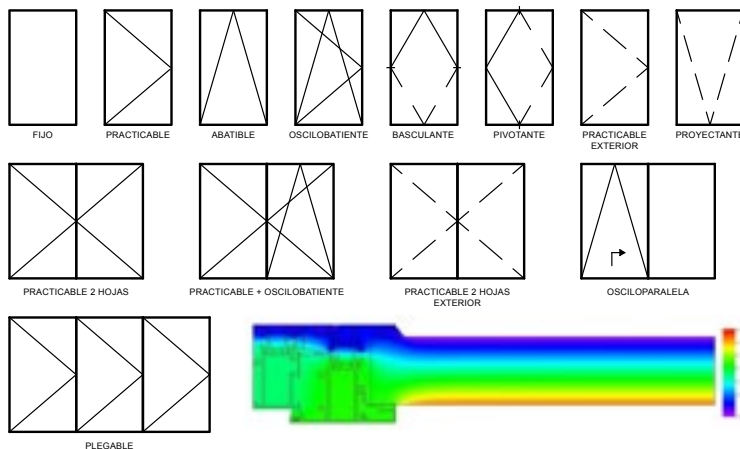 FIJO
PRACTICABLE
ABATIBLE
OSCILOBATIENTE
BASCULANTE
PIVOTANTE
PRACTICABLE
EXTERIOR
PROYECTANTE
PRACTICABLE 2 HOJAS
PRACTICABLE + OSCILOBATIENTE
PRACTICABLE 2 HOJAS
EXTERIOR
OSCILOPARALELA
PLEGABLE